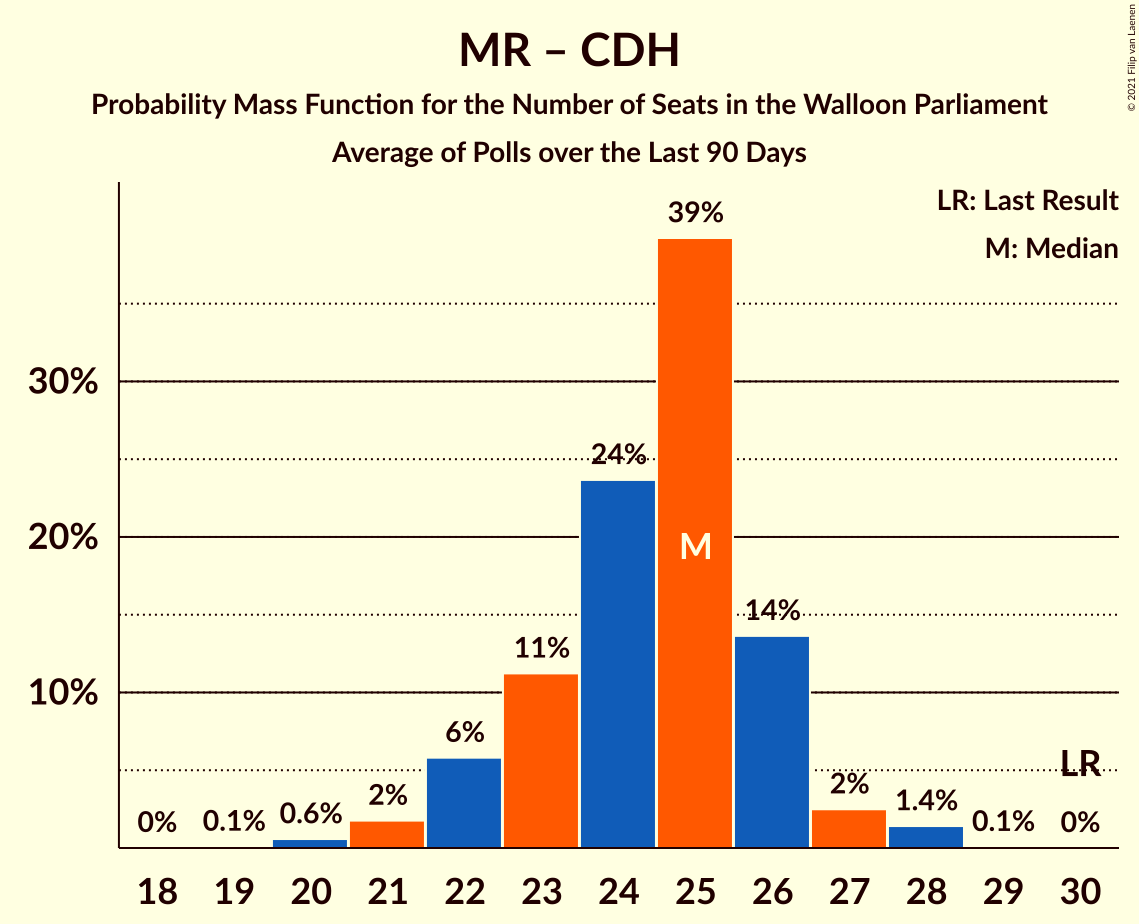 MR – CDH
Probability Mass Function for the Number of Seats in the Walloon Parliament
Average of Polls over the Last 90 Days
© 2021 Filip van Laenen
LR: Last Result
M: Median
39%
30%
24%
M
20%
14%
11%
10%
6%
LR
2%
2%
1.4%
0.6%
0%
0.1%
0.1%
0%
18 19 20 21 22 23 24 25 26 27 28 29 30